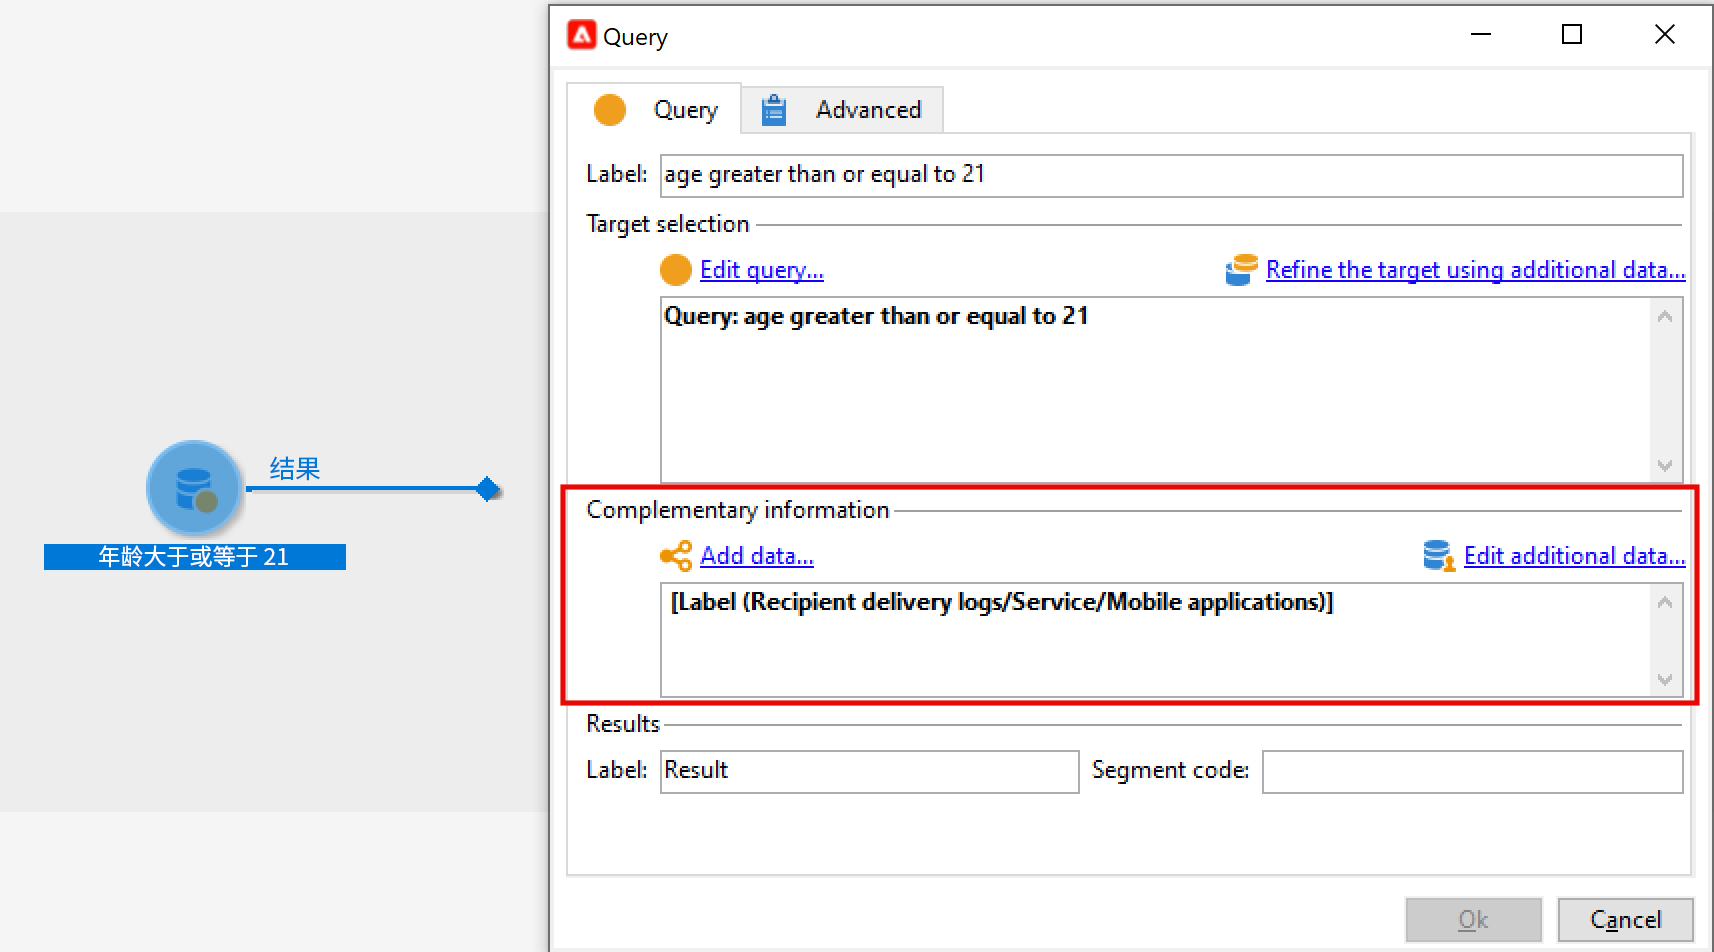 Query
Query
Advanced
Label: age greater than or equal to 21
Target selection
Edit query... Refine the target using additional data...
Query: age greater than or equal to 21
结果
年龄大于或等于 21
Complementary information
Add data... Edit additional data...
[Label (Recipient delivery logs/Service/Mobile applications)]
Results
Label: Result Segment code:
Ok Cancel